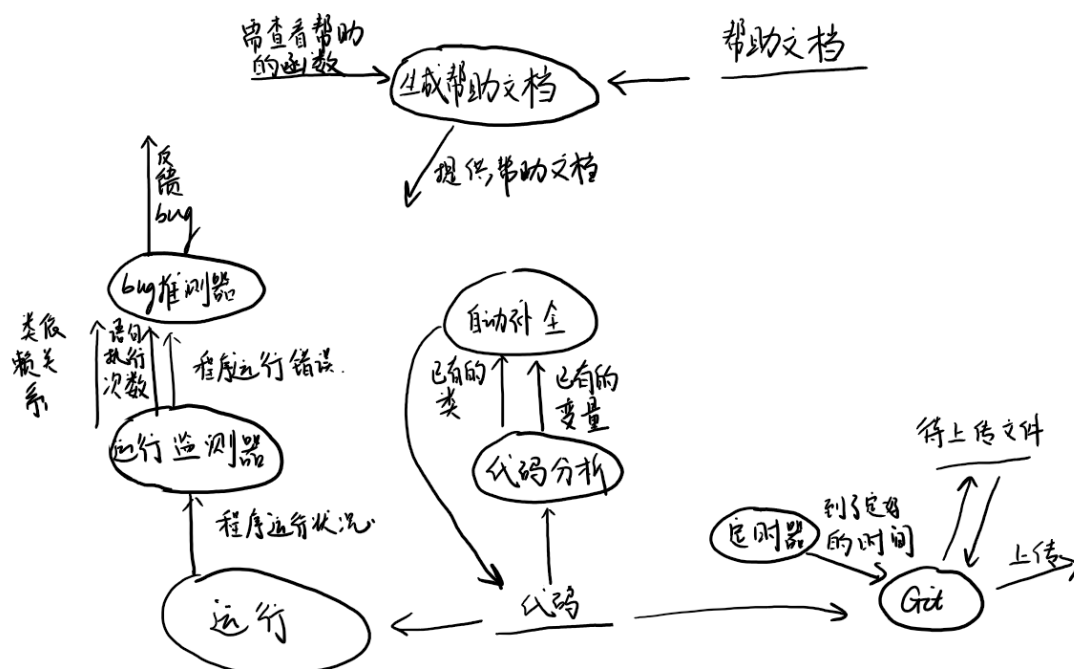 需查看帮助
的函数
帮助文档
生成帮助文档
提供帮助文档
反
馈
bug
bug推测器
类依
赖关
系
语句
执行
次数
程序运行错误.
运行监测器
程序运行状况
运行
自动补全
已有的
类
已有的
变量
代码分析
代码
待上传文件
定时器
到了定好
的时间
Git
上传